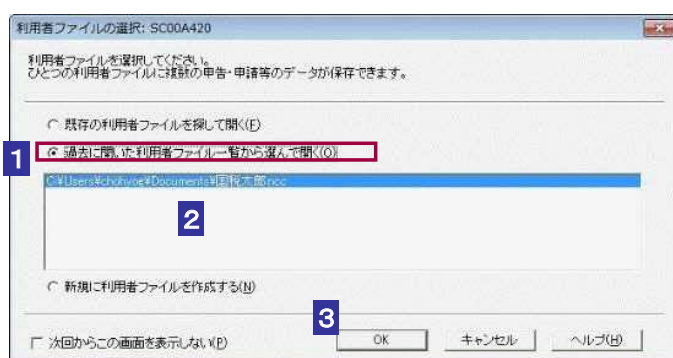 利用者ファイルの選択: SC00A420
利用者ファイルを選択してください。
ひとつの利用者ファイルに複数の申告・申請等のデータが保存できます。
既存の利用者ファイルを探して開く(E)
1
過去に開いた利用者ファイル一覧から選んで開く(O)
C:¥Users¥chohyoe¥Documents¥国税太郎.ncc
2
新規に利用者ファイルを作成する(N)
3
次回からこの画面を表示しない(P)
OK
キャンセル
ヘルプ(H)